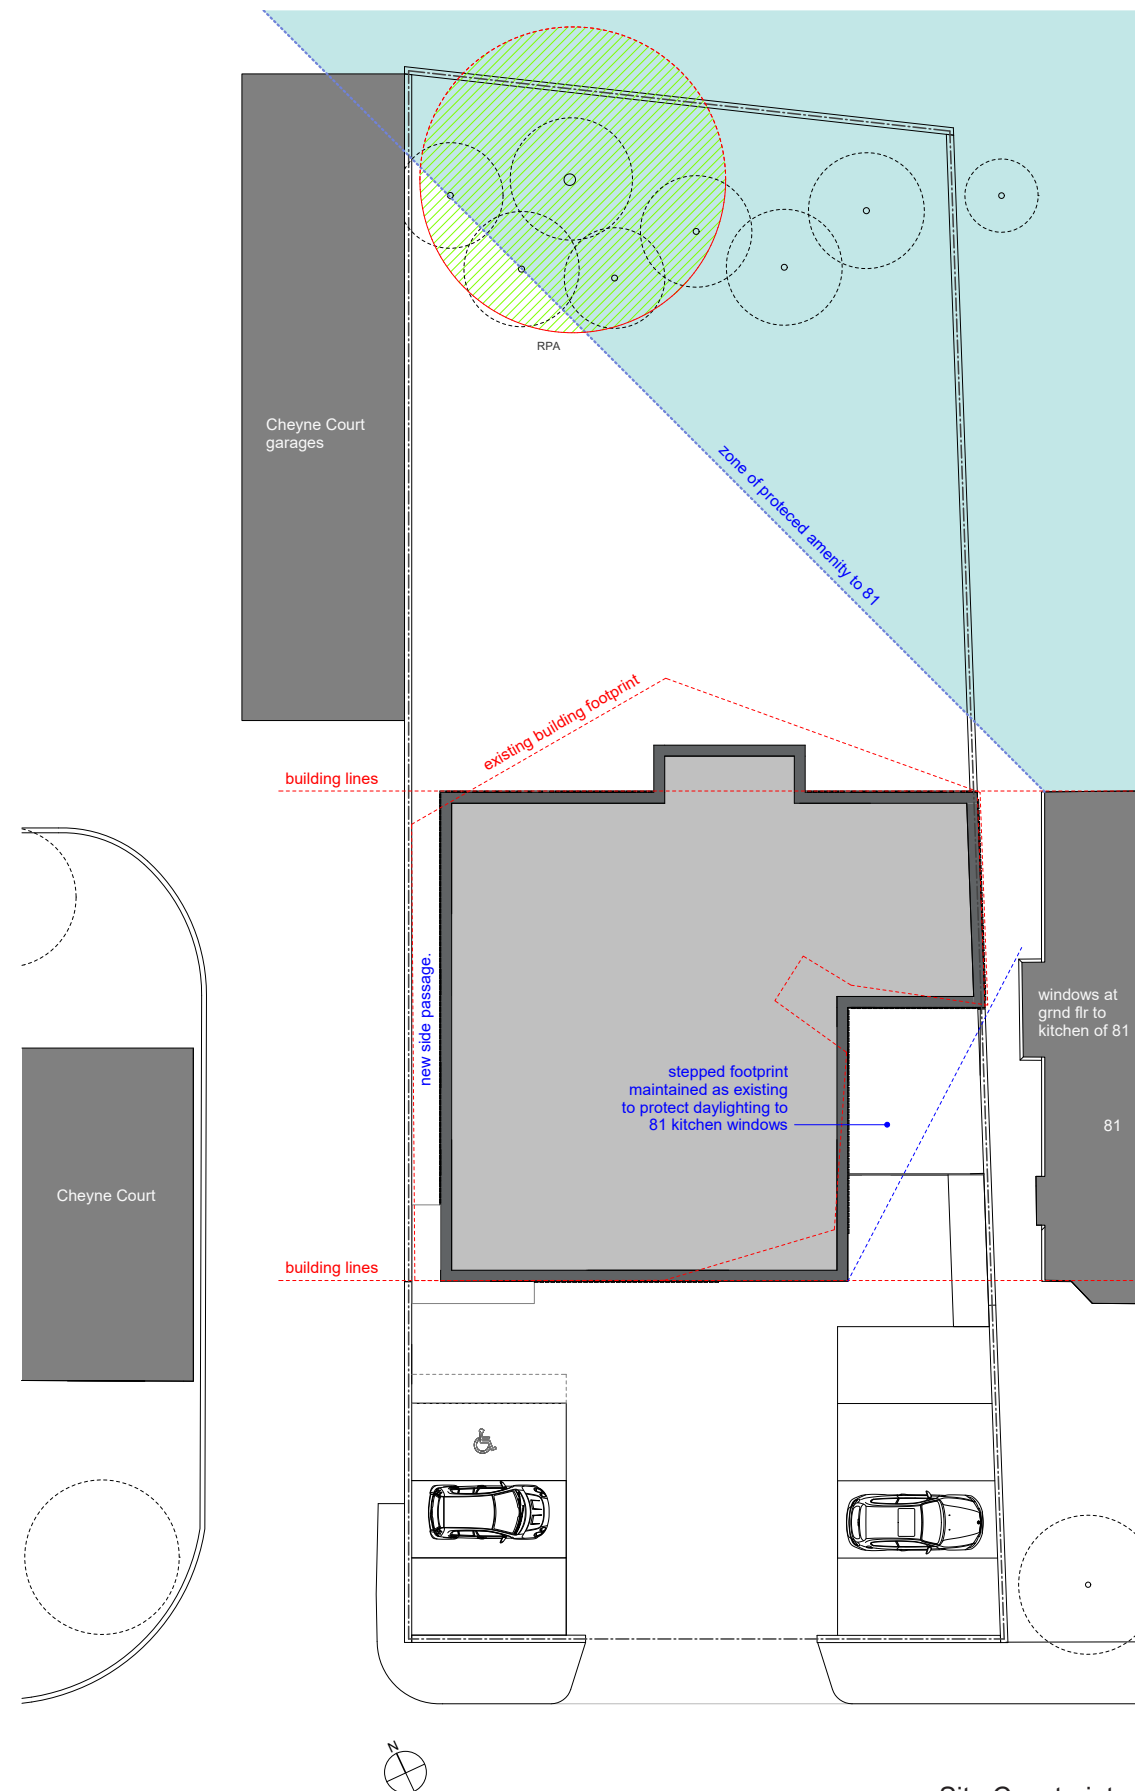 RPA
Cheyne Court
garages
zone of proteced amenity to 81
existing building footprint
building lines
new side passage.
windows at
grnd flr to
kitchen of 81
stepped footprint
maintained as existing
to protect daylighting to
81 kitchen windows
81
Cheyne Court
building lines
N